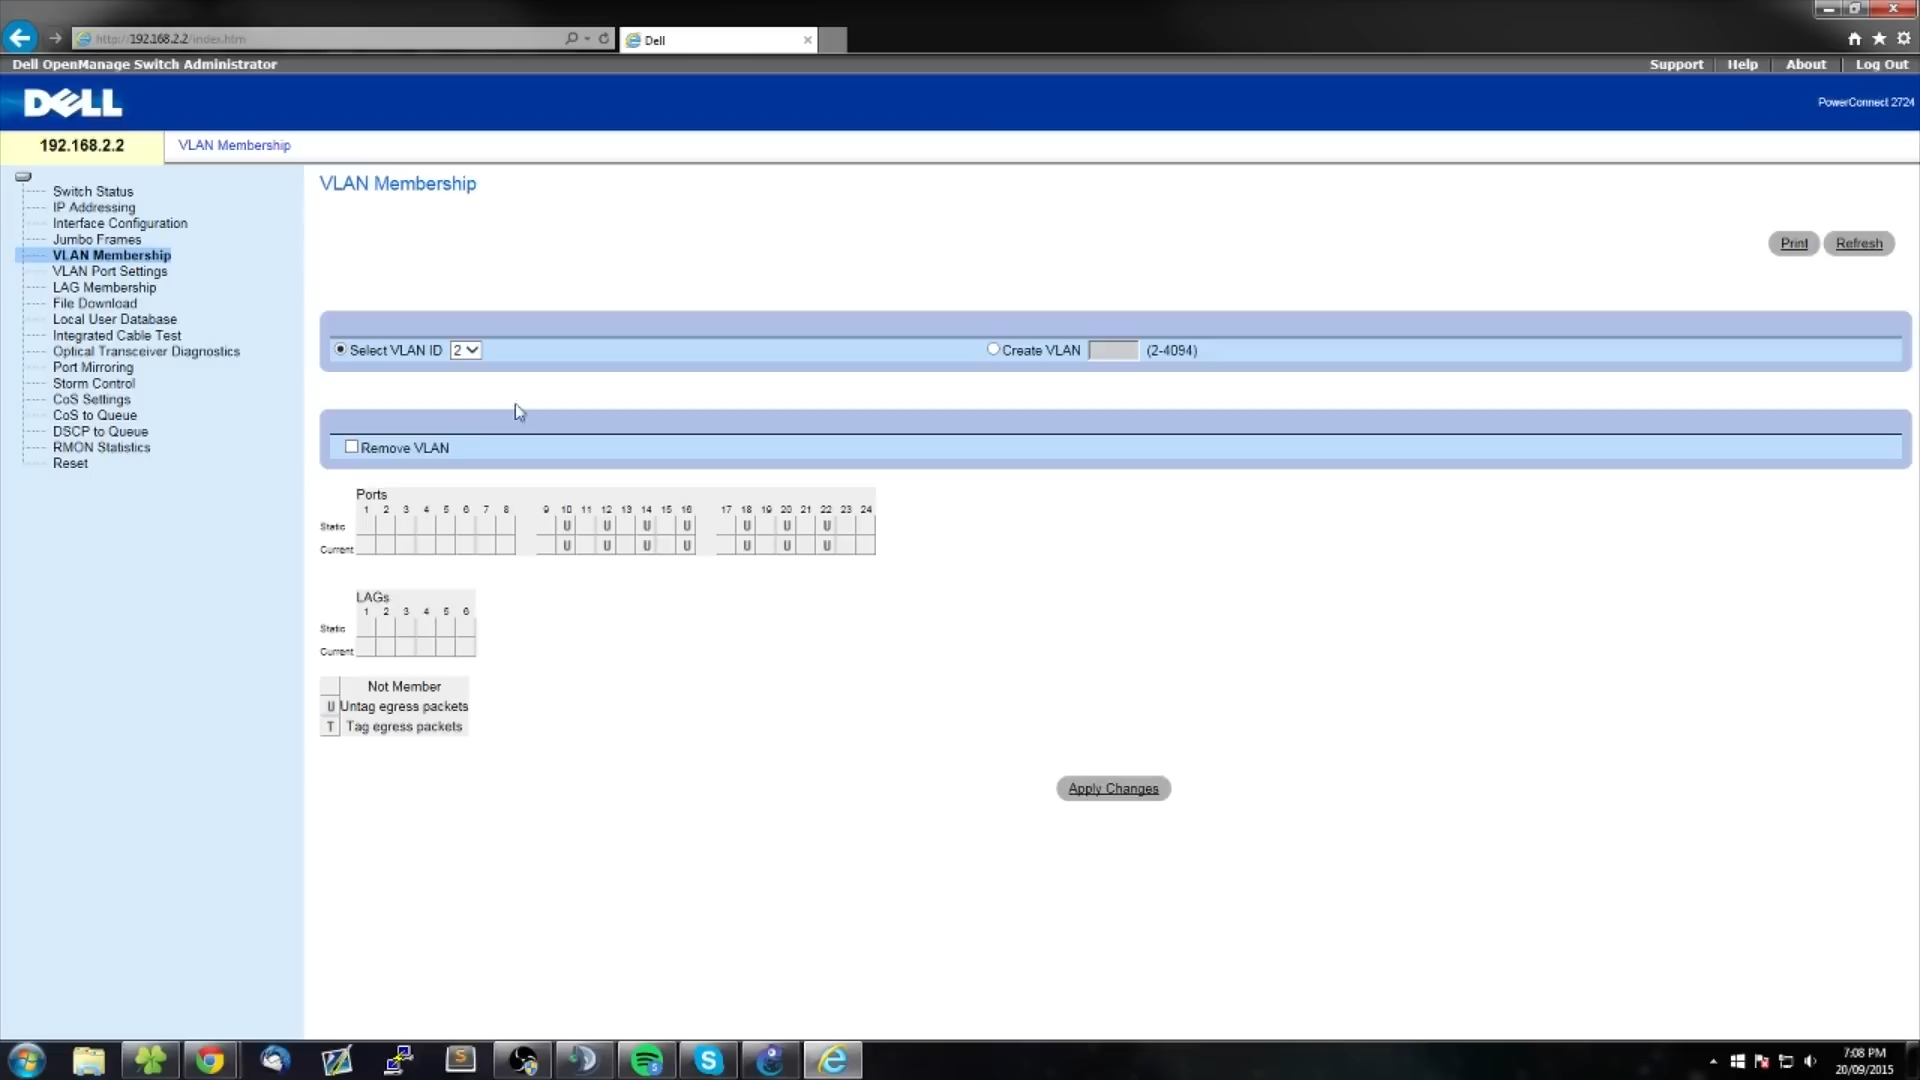 http://192.168.2.2/index.htm
Dell
Dell OpenManage Switch Administrator
Support Help About Log Out
DELL
PowerConnect 2724
192.168.2.2
VLAN Membership
Switch Status
IP Addressing
Interface Configuration
Jumbo Frames
VLAN Membership
VLAN Port Settings
LAG Membership
File Download
Local User Database
Integrated Cable Test
Optical Transceiver Diagnostics
Port Mirroring
Storm Control
CoS Settings
CoS to Queue
DSCP to Queue
RMON Statistics
Reset
VLAN Membership
Print Refresh
Select VLAN ID 2 Create VLAN (2-4094)
Remove VLAN
Ports
1 2 3 4 5 6 7 8 9 10 11 12 13 14 15 16 17 18 19 20 21 22 23 24
Static U U U U U U U
Current U U U U U U U
LAGs
1 2 3 4 5 6
Static
Current
Not Member
U Untag egress packets
T Tag egress packets
Apply Changes
7:08 PM
20/09/2015